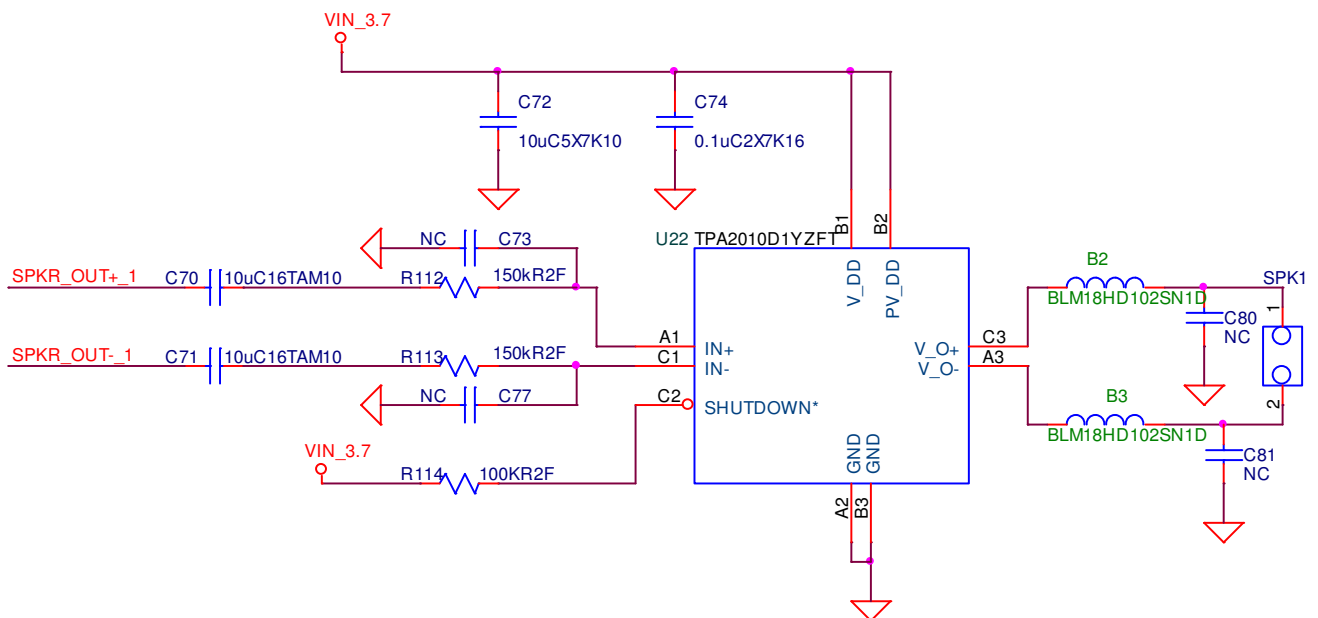 VIN_3.7
C72
10uC5X7K10
C74
0.1uC2X7K16
U22 TPA2010D1YZFT
B1
B2
V_DD
PV_DD
NC
C73
SPKR_OUT+_1
C70
10uC16TAM10
R112
150kR2F
A1
IN+
SPKR_OUT-_1
C71
10uC16TAM10
R113
150kR2F
C1
IN-
NC
C77
C2
SHUTDOWN*
VIN_3.7
R114
100KR2F
GND
GND
A2
B3
C3
V_O+
A3
V_O-
B2
BLM18HD102SN1D
C80
NC
SPK1
1
2
B3
BLM18HD102SN1D
C81
NC